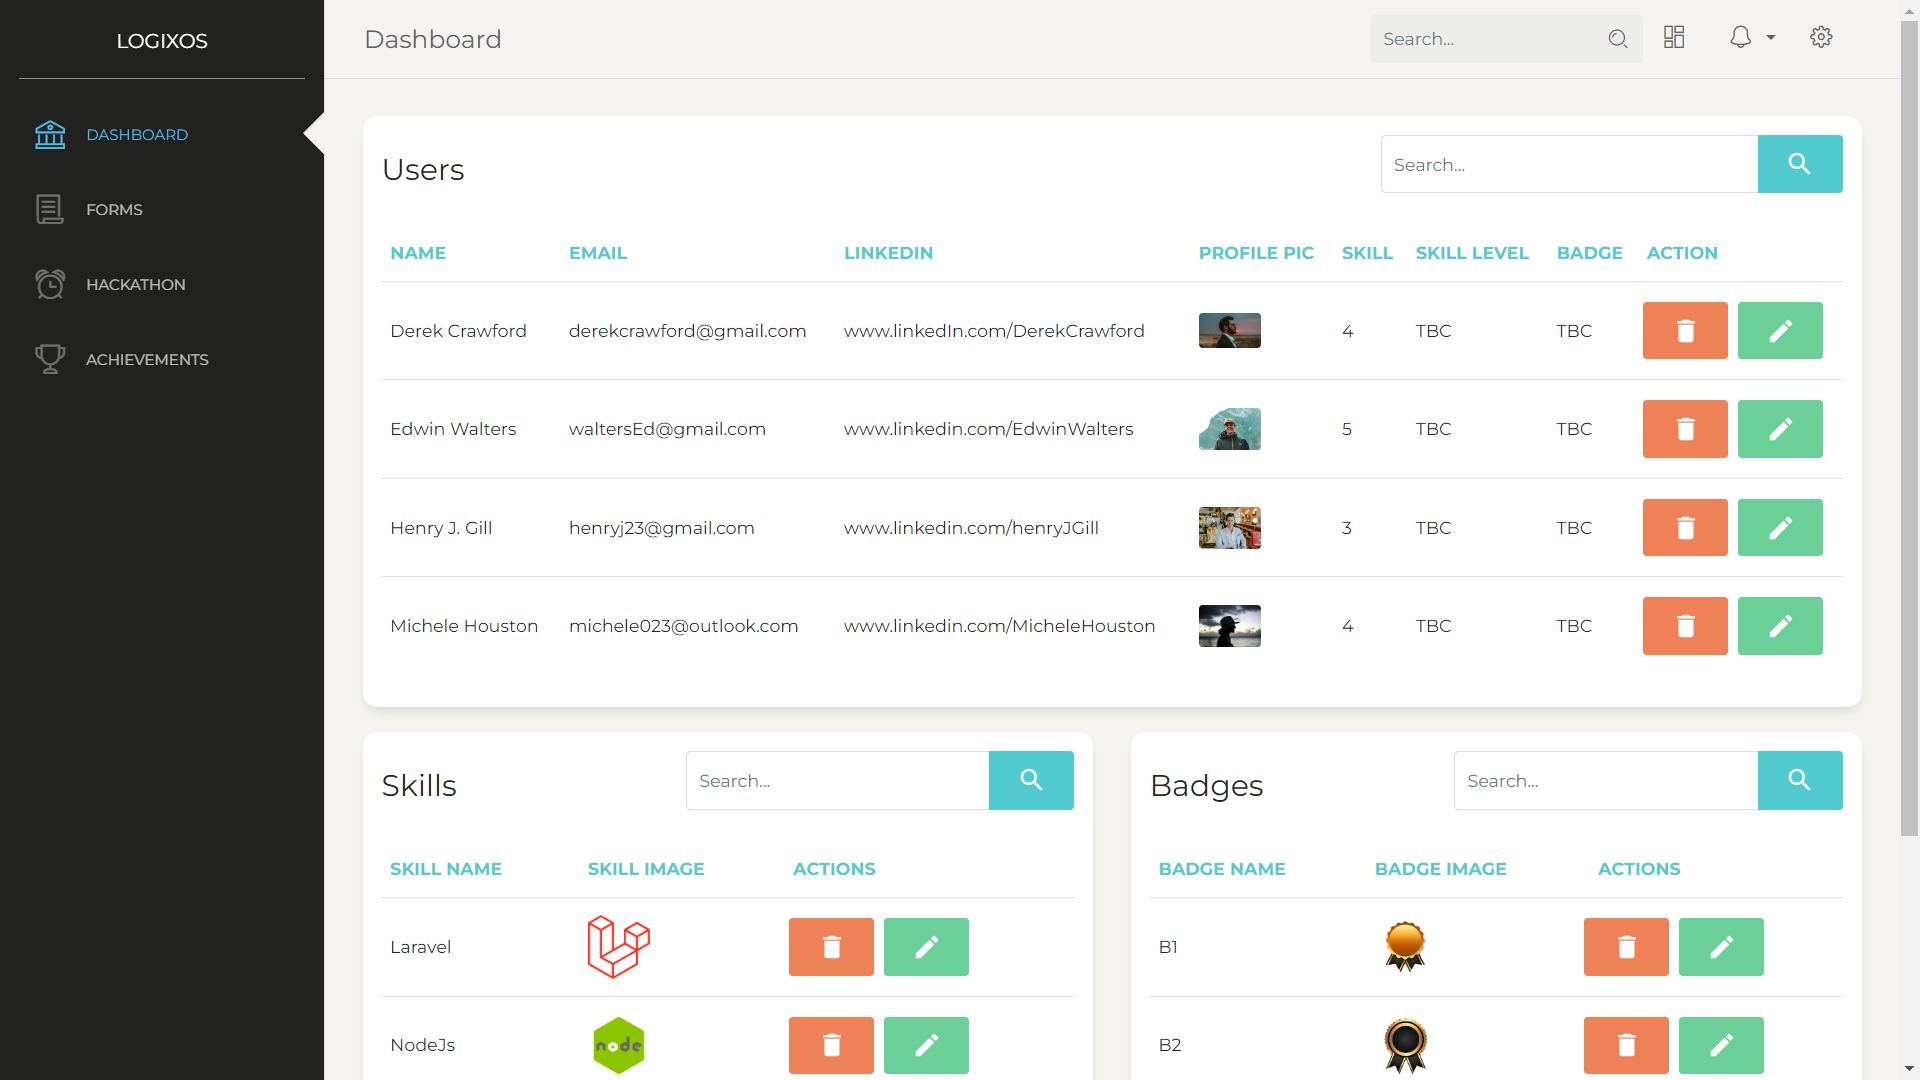 LOGIXOS
Dashboard
Search...
DASHBOARD
FORMS
HACKATHON
ACHIEVEMENTS
Users
Search...
NAME EMAIL LINKEDIN PROFILE PIC SKILL SKILL LEVEL BADGE ACTION
Derek Crawford derekcrawford@gmail.com www.linkedIn.com/DerekCrawford 4 TBC TBC
Edwin Walters waltersEd@gmail.com www.linkedin.com/EdwinWalters 5 TBC TBC
Henry J. Gill henryj23@gmail.com www.linkedin.com/henryJGill 3 TBC TBC
Michele Houston michele023@outlook.com www.linkedin.com/MicheleHouston 4 TBC TBC
Skills
Search...
SKILL NAME SKILL IMAGE ACTIONS
Laravel
NodeJs node
Badges
Search...
BADGE NAME BADGE IMAGE ACTIONS
B1
B2